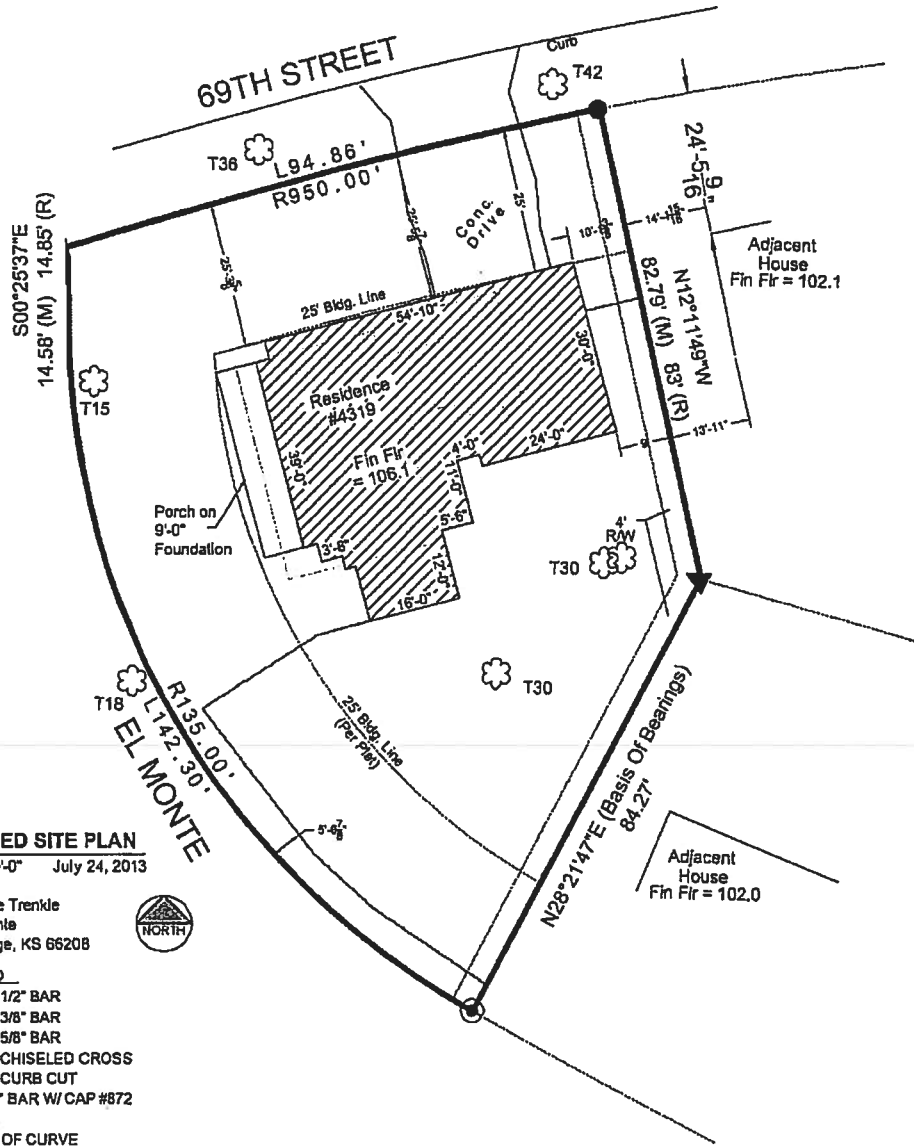 69TH STREET
Curb
T42
T36
L94.86'
R950.00'
24'-5 9/16"
S00°25'37"E
14.58' (M) 14.85' (R)
25'
Conc.
Drive
14'-
Adjacent
House
Fin Flr = 102.1
N12°11'49"W
82.79' (M) 83' (R)
25' Bldg. Line
54'-10"
30'-0"
T15
Residence
#4319
Fin Flr
= 106.1
39'-0"
4'-0"
24'-0"
9'
13'-11"
11'-0"
5'-6"
Porch on
9'-0"
Foundation
3'-6"
12'-0"
16'-0"
4'
R/W
T30
T30
T18
R135.00'
L142.30'
EL MONTE
25' Bldg. Line
(Per Plat)
N28°21'47"E (Basis Of Bearings)
84.27'
5'-6 7/8"
Adjacent
House
Fin Flr = 102.0
ED SITE PLAN
'-0" July 24, 2013
e Trenkle
nte
ge, KS 66208
NORTH
1/2" BAR
3/8" BAR
5/8" BAR
CHISELED CROSS
CURB CUT
" BAR W/ CAP #872
OF CURVE